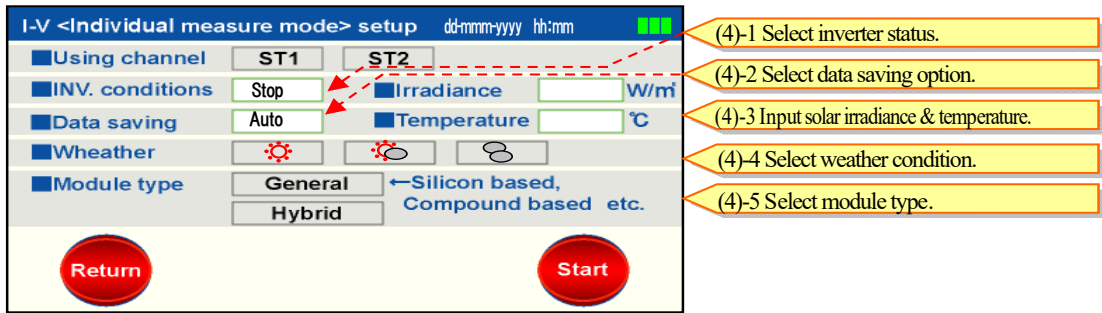 I-V <Individual measure mode> setup dd-mmm-yyyy hh:mm
■Using channel ST1 ST2
■INV. conditions Stop ■Irradiance W/㎡
■Data saving Auto ■Temperature ℃
■Wheather
■Module type General ←Silicon based,
Hybrid Compound based etc.
Return Start
(4)-1 Select inverter status.
(4)-2 Select data saving option.
(4)-3 Input solar irradiance & temperature.
(4)-4 Select weather condition.
(4)-5 Select module type.